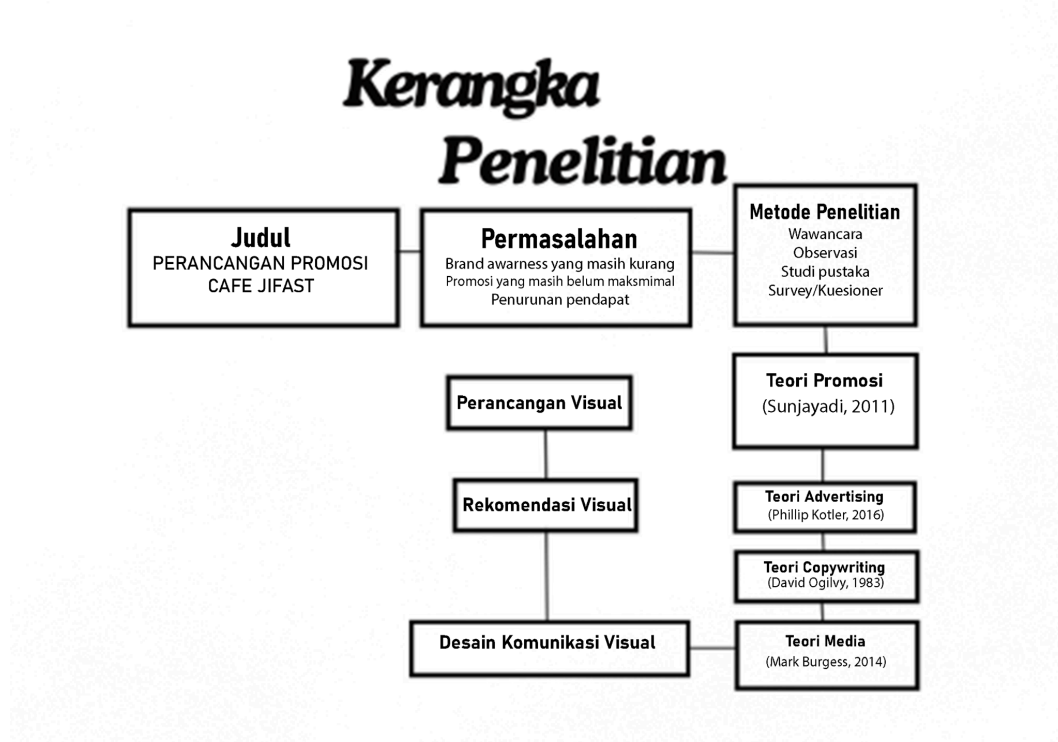 Kerangka
Penelitian
Judul
PERANCANGAN PROMOSI
CAFE JIFAST
Permasalahan
Brand awarness yang masih kurang
Promosi yang masih belum maksmimal
Penurunan pendapat
Metode Penelitian
Wawancara
Observasi
Studi pustaka
Survey/Kuesioner
Teori Promosi
(Sunjayadi, 2011)
Teori Advertising
(Phillip Kotler, 2016)
Teori Copywriting
(David Ogilvy, 1983)
Teori Media
(Mark Burgess, 2014)
Desain Komunikasi Visual
Rekomendasi Visual
Perancangan Visual